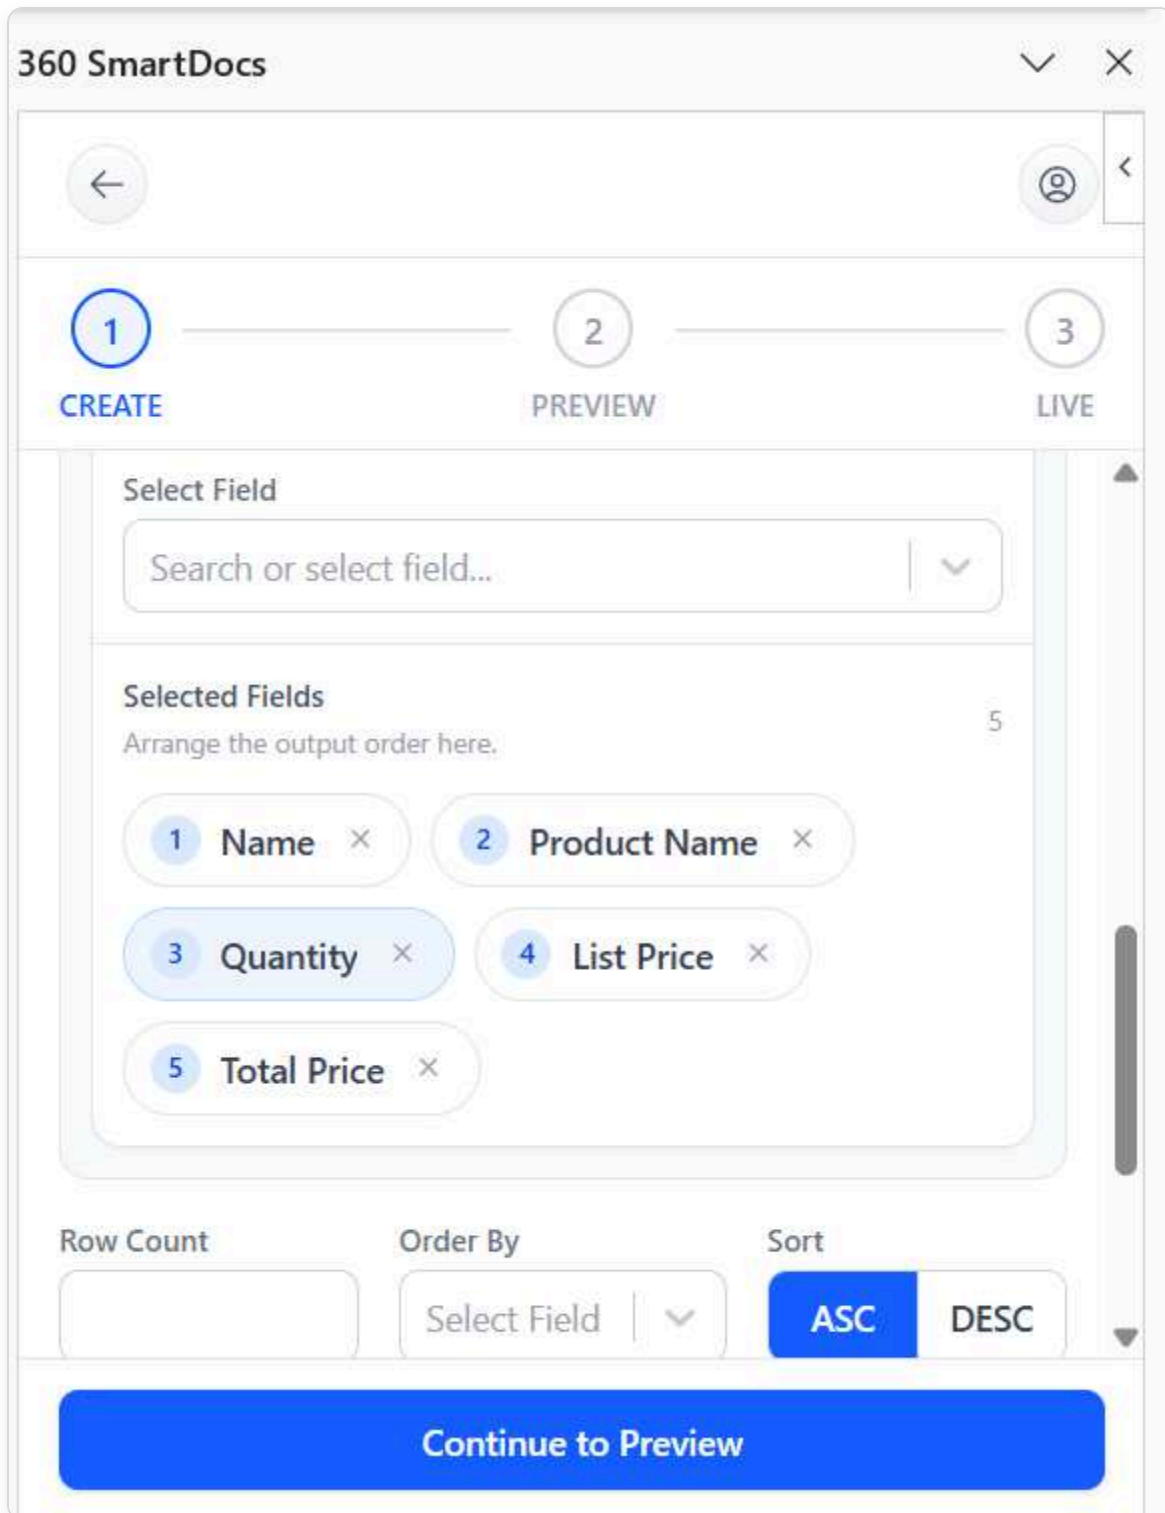 360 SmartDocs
1
2
3
CREATE
PREVIEW
LIVE
Select Field
Search or select field...
Selected Fields
5
Arrange the output order here.
1 Name
2 Product Name
3 Quantity
4 List Price
5 Total Price
Row Count
Order By
Sort
Select Field
ASC
DESC
Continue to Preview